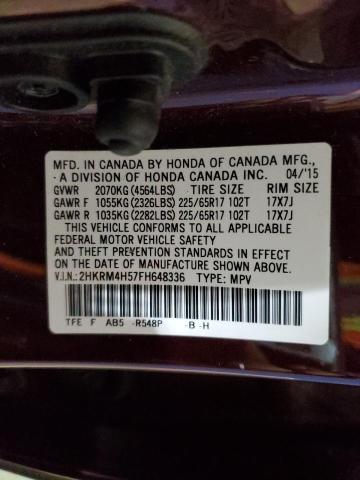 MFD. IN CANADA BY HONDA OF CANADA MFG.,
A DIVISION OF HONDA CANADA INC. 04/'15
GVWR 2070KG(4564LBS) TIRE SIZE RIM SIZE
GAWR F 1055KG(2326LBS) 225/65R17 102T 17X7J
GAWR R 1035KG(2282LBS) 225/65R17 102T 17X7J
THIS VEHICLE CONFORMS TO ALL APPLICABLE
FEDERAL MOTOR VEHICLE SAFETY
AND THEFT PREVENTION STANDARDS IN EFFECT
ON THE DATE OF MANUFACTURE SHOWN ABOVE.
V.I.N.:2HKRM4H57FH648336 TYPE: MPV
TFE F AB5 -R548P -B -H